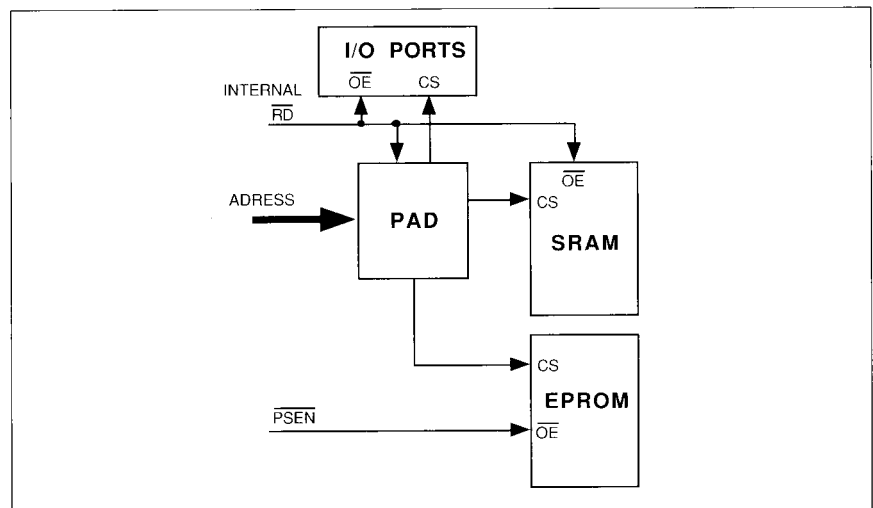 I/O PORTS
OE CS
INTERNAL
RD
ADRESS
PAD
OE
CS
SRAM
CS
EPROM
PSEN
OE